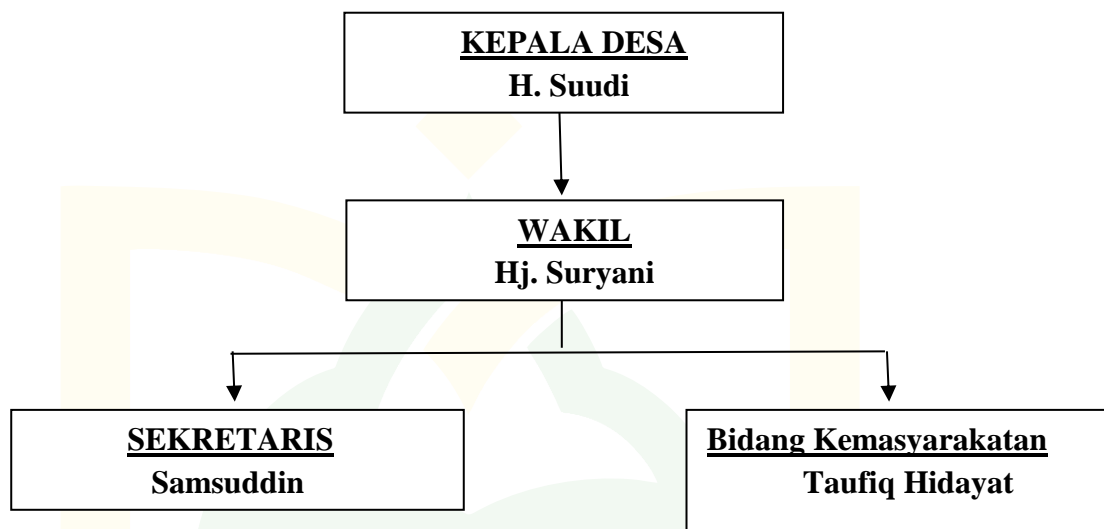 KEPALA DESA
H. Suudi
WAKIL
Hj. Suryani
SEKRETARIS
Samsuddin
Bidang Kemasyarakatan
Taufiq Hidayat